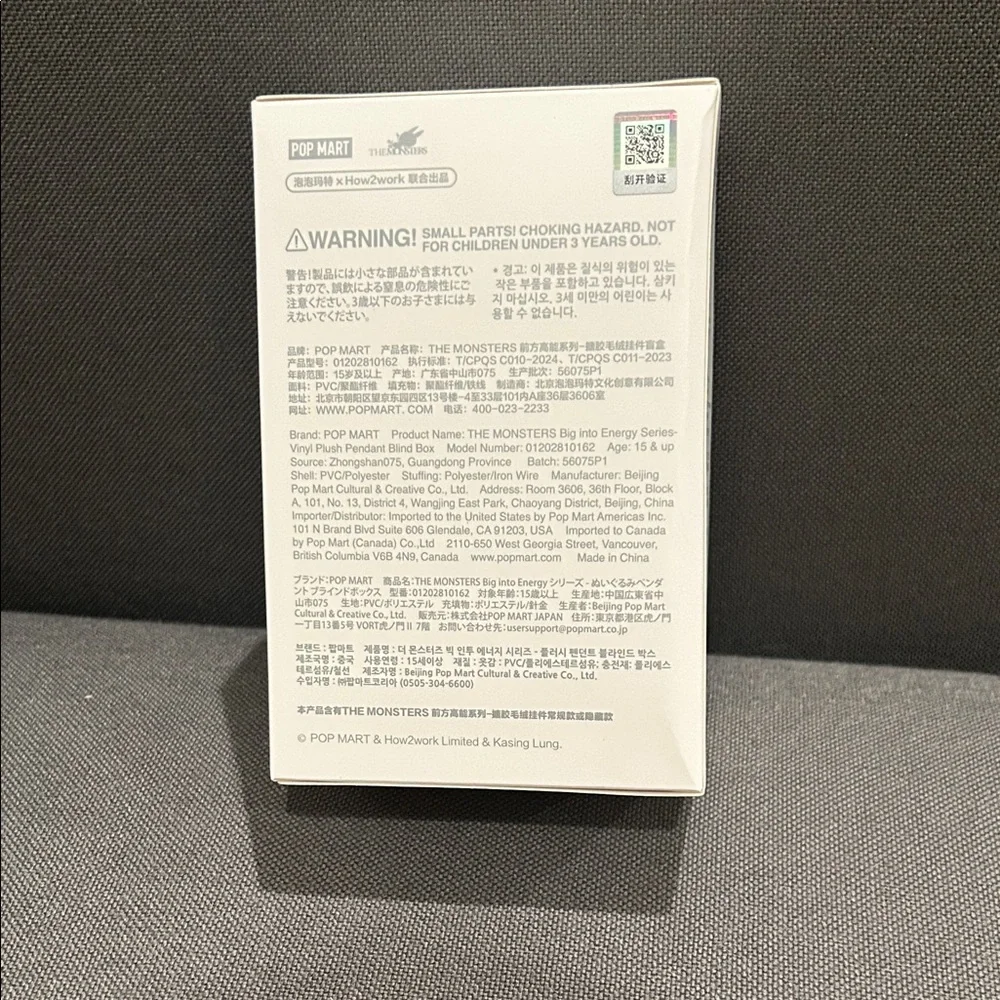 POP MART THE MONSTERS
泡泡玛特 × How2work 联合出品
刮开验证
WARNING! SMALL PARTS! CHOKING HAZARD. NOT
FOR CHILDREN UNDER 3 YEARS OLD.
警告!製品には小さな部品が含まれてい
ますので、誤飲による窒息の危険性にご
注意ください。3歳以下のお子さまには与
えないでください。
* 경고: 이 제품은 질식의 위험이 있는
작은 부품을 포함하고 있습니다. 삼키
지 마십시오. 3세 미만의 어린이는 사
용할 수 없습니다.
品牌: POP MART 产品名称: THE MONSTERS 前方高能系列-搪胶毛绒挂件盲盒
产品型号: 01202810162 执行标准: T/CPQS C010-2024、T/CPQS C011-2023
年龄范围: 15岁及以上 产地: 广东省中山市075 生产批次: 56075P1
面料: PVC/聚酯纤维 填充物: 聚酯纤维/铁线 制造商: 北京泡泡玛特文化创意有限公司
地址: 北京市朝阳区望京东园四区13号楼-4至33层101内A座36层3606室
网址: WWW.POPMART.COM 电话: 400-023-2233
Brand: POP MART Product Name: THE MONSTERS Big into Energy Series-
Vinyl Plush Pendant Blind Box Model Number: 01202810162 Age: 15 & up
Source: Zhongshan075, Guangdong Province Batch: 56075P1
Shell: PVC/Polyester Stuffing: Polyester/Iron Wire Manufacturer: Beijing
Pop Mart Cultural & Creative Co., Ltd. Address: Room 3606, 36th Floor, Block
A, 101, No. 13, District 4, Wangjing East Park, Chaoyang District, Beijing, China
Importer/Distributor: Imported to the United States by Pop Mart Americas Inc.
101 N Brand Blvd Suite 606 Glendale, CA 91203, USA Imported to Canada
by Pop Mart (Canada) Co.,Ltd 2110-650 West Georgia Street, Vancouver,
British Columbia V6B 4N9, Canada www.popmart.com Made in China
ブランド:POP MART 商品名:THE MONSTERS Big into Energy シリーズ - ぬいぐるみペンダ
ント ブラインドボックス 型番:01202810162 対象年齢:15歳以上 生産地:中国広東省中
山市075 生地:PVC/ポリエステル 充填物:ポリエステル/針金 生産者:Beijing Pop Mart
Cultural & Creative Co., Ltd. 販売元:株式会社POP MART JAPAN 住所:東京都港区虎ノ門
一丁目13番5号 VORT虎ノ門Ⅱ 7階 お問い合わせ先:usersupport@popmart.co.jp
브랜드 : 팝마트 제품명 : 더 몬스터즈 빅 인투 에너지 시리즈 - 플러시 펜던트 블라인드 박스
제조국명 : 중국 사용연령 : 15세이상 재질 : 겉감 : PVC/폴리에스테르섬유; 충전재: 폴리에스
테르섬유/철선 제조자명 : Beijing Pop Mart Cultural & Creative Co., Ltd.
수입자명 : ㈜팝마트코리아 (0505-304-6600)
本产品含有THE MONSTERS 前方高能系列-搪胶毛绒挂件常规款或隐藏款
© POP MART & How2work Limited & Kasing Lung.